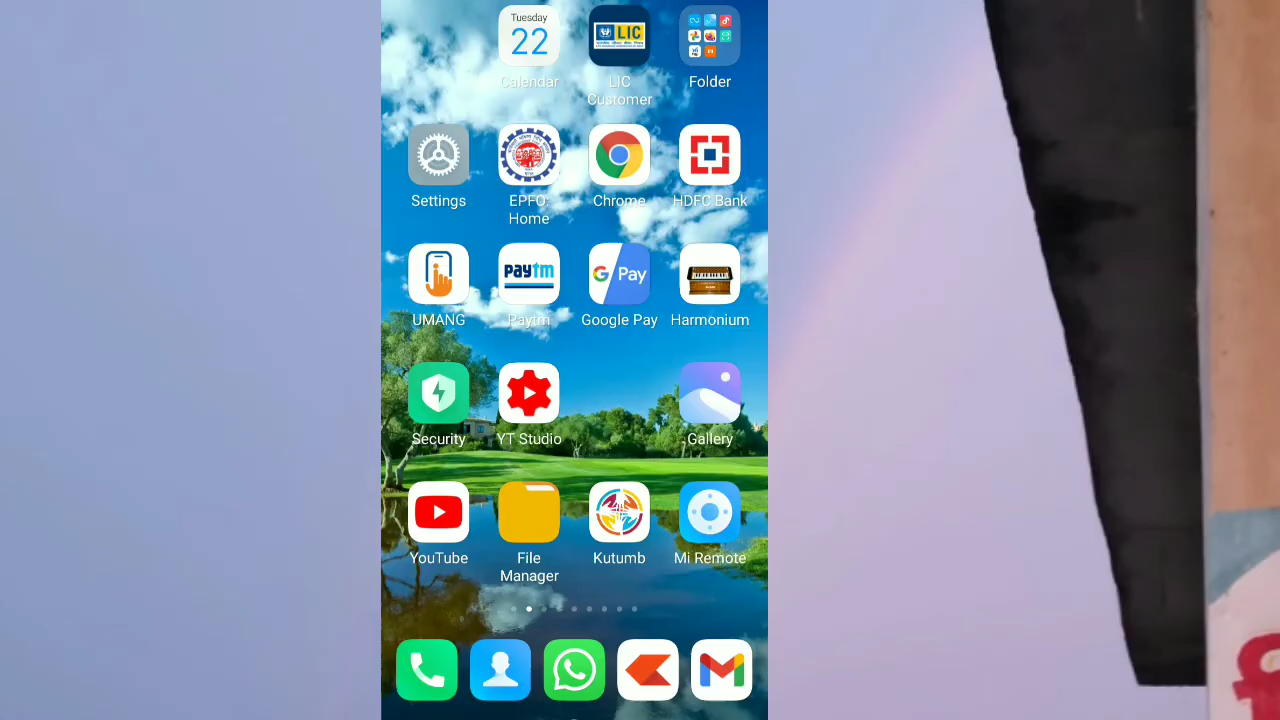 Tuesday
22
LIC
Calendar
LIC
Customer
Folder
Settings
EPFO:
Home
Chrome
HDFC Bank
paytm
G Pay
UMANG
Paytm
Google Pay
Harmonium
Security
YT Studio
Gallery
YouTube
File
Manager
Kutumb
Mi Remote